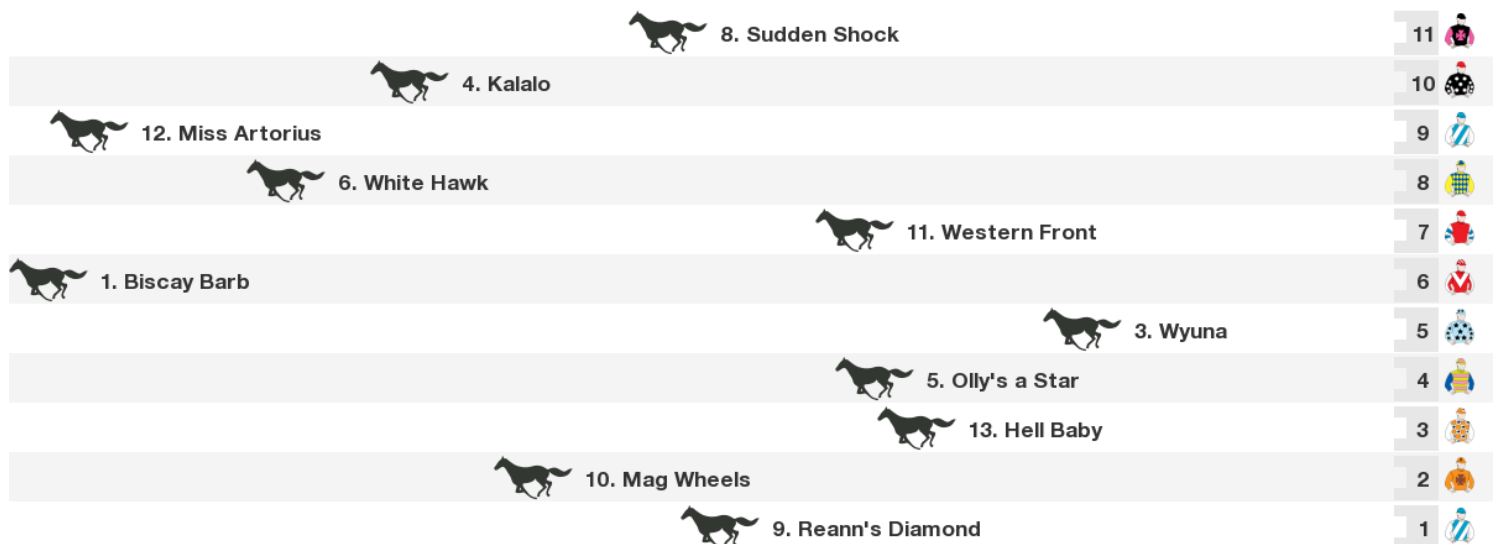 8. Sudden Shock 11
4. Kalalo 10
12. Miss Artorius 9
6. White Hawk 8
11. Western Front 7
1. Biscay Barb 6
3. Wyuna 5
5. Olly's a Star 4
13. Hell Baby 3
10. Mag Wheels 2
9. Reann's Diamond 1